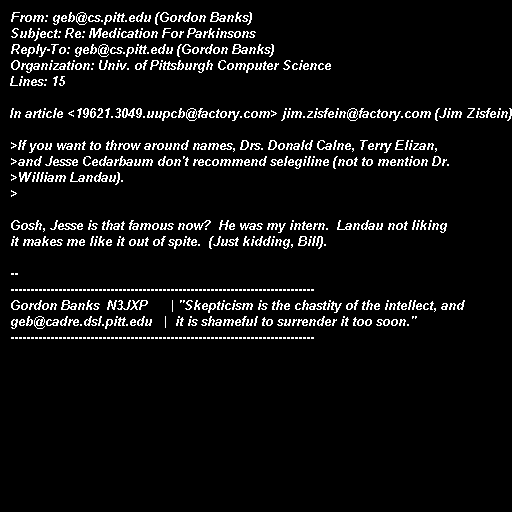 From: geb@cs.pitt.edu (Gordon Banks)
Subject: Re: Medication For Parkinsons
Reply-To: geb@cs.pitt.edu (Gordon Banks)
Organization: Univ. of Pittsburgh Computer Science
Lines: 15

In article <19621.3049.uupcb@factory.com> jim.zisfein@factory.com (Jim Zisfein)

>If you want to throw around names, Drs. Donald Calne, Terry Elizan,
>and Jesse Cedarbaum don't recommend selegiline (not to mention Dr.
>William Landau).
>

Gosh, Jesse is that famous now?  He was my intern.  Landau not liking
it makes me like it out of spite.  (Just kidding, Bill).

--
----------------------------------------------------------------------------
Gordon Banks  N3JXP      | "Skepticism is the chastity of the intellect, and
geb@cadre.dsl.pitt.edu   |  it is shameful to surrender it too soon."
----------------------------------------------------------------------------